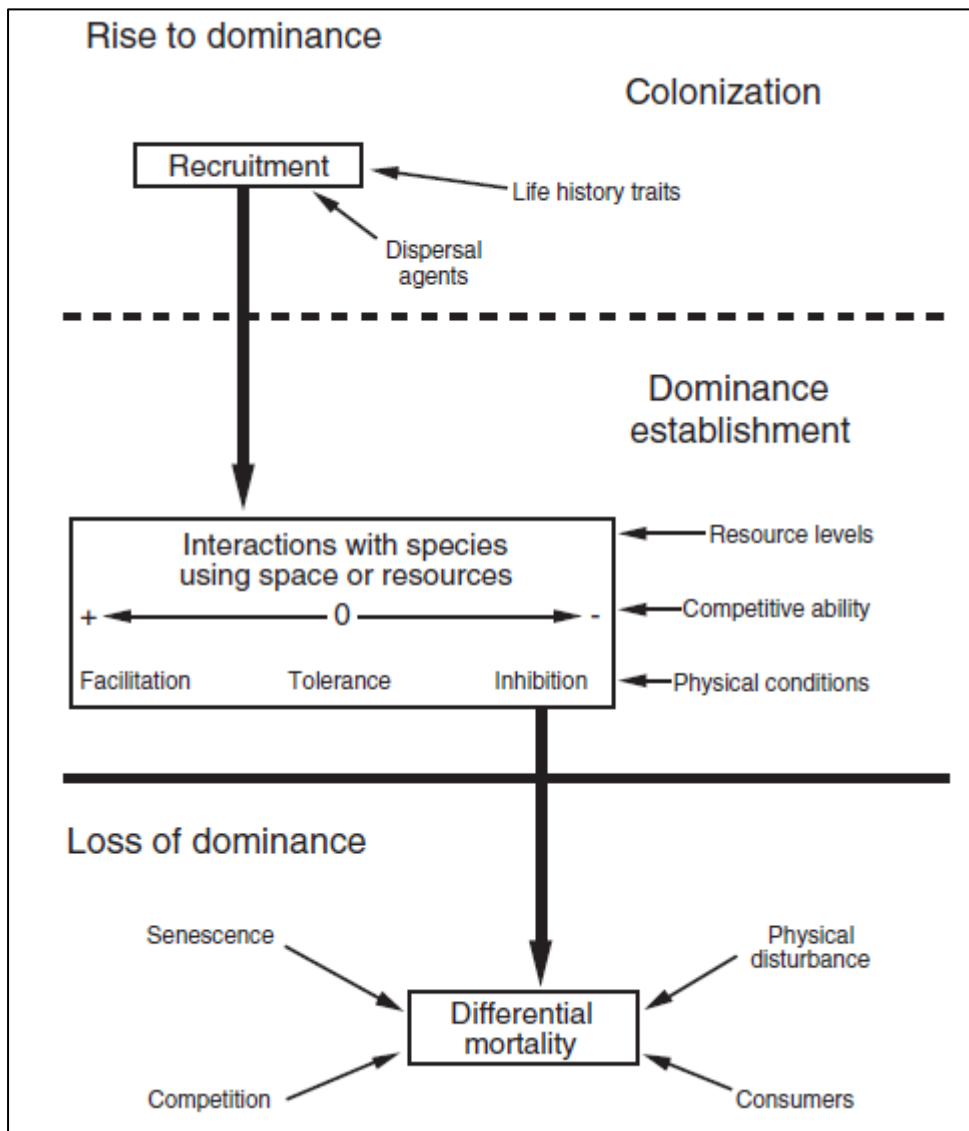 Rise to dominance
Colonization
Recruitment
Life history traits
Dispersal
agents
Dominance
establishment
Interactions with species
using space or resources
+ 0 -
Facilitation Tolerance Inhibition
Resource levels
Competitive ability
Physical conditions
Loss of dominance
Senescence
Physical
disturbance
Differential
mortality
Competition
Consumers